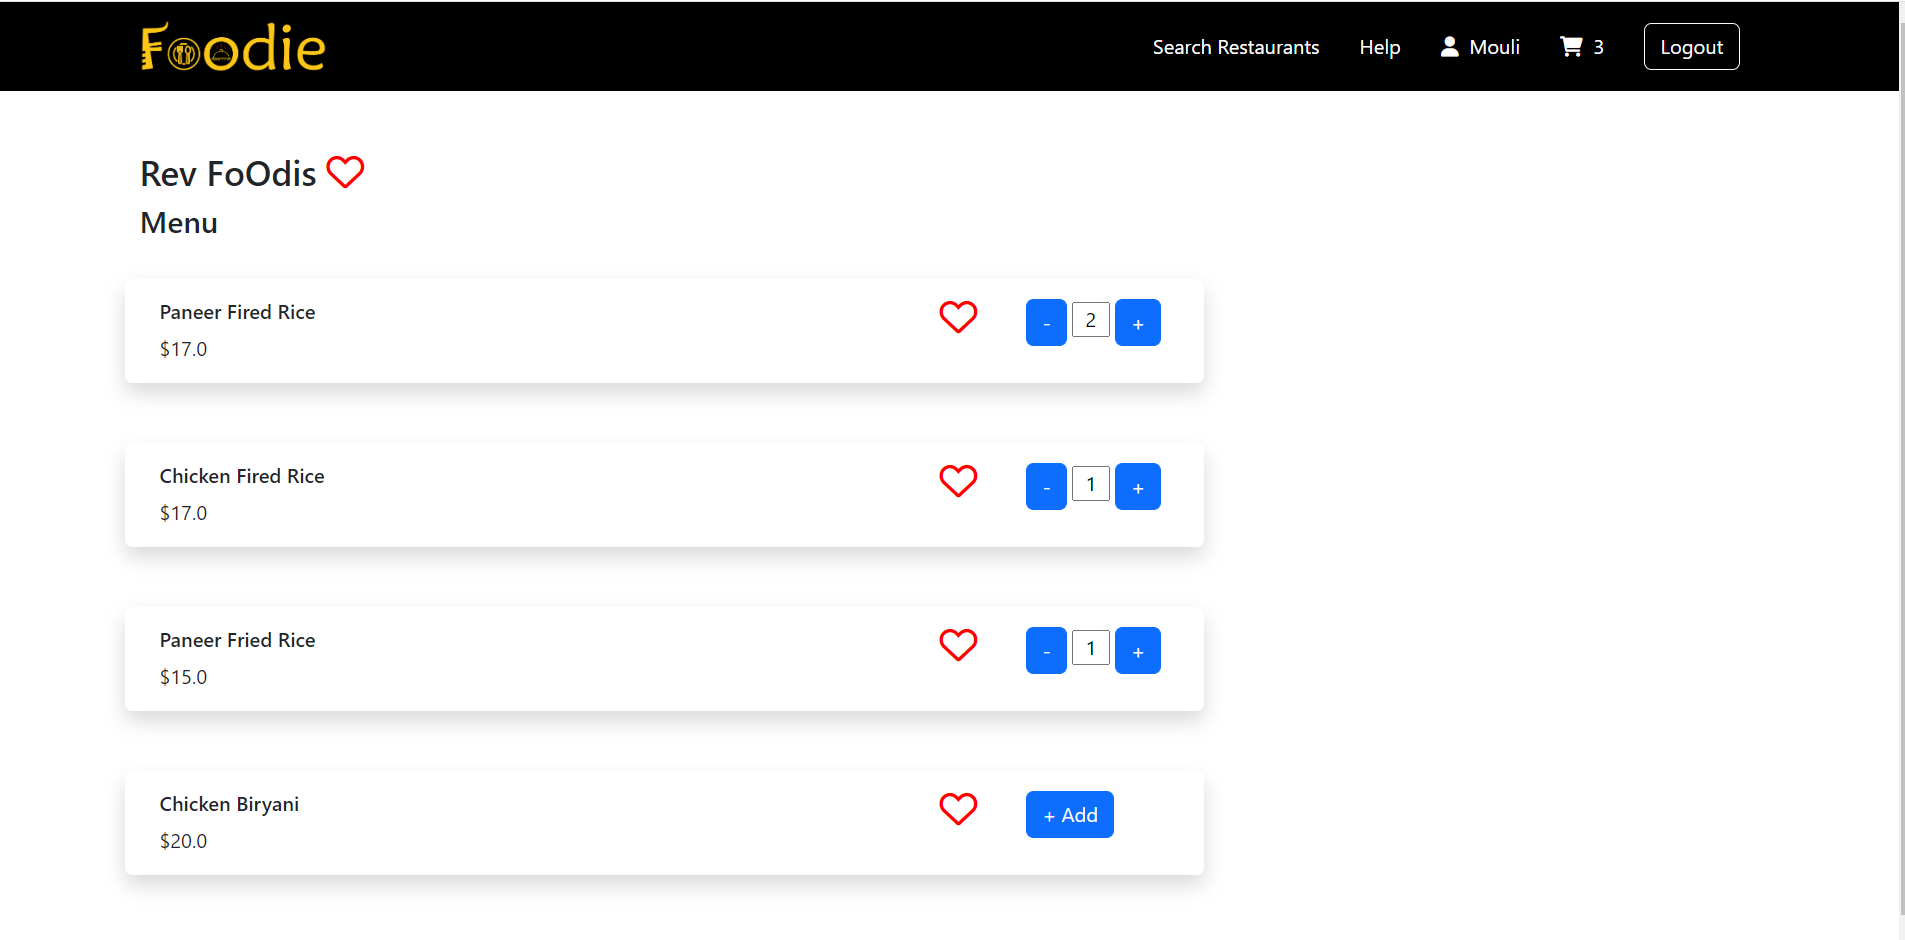 Foodie
Search Restaurants Help Mouli 3 Logout
Rev FoOdis
Menu
Paneer Fired Rice
- 2 +
$17.0
Chicken Fired Rice
- 1 +
$17.0
Paneer Fried Rice
- 1 +
$15.0
Chicken Biryani
+ Add
$20.0